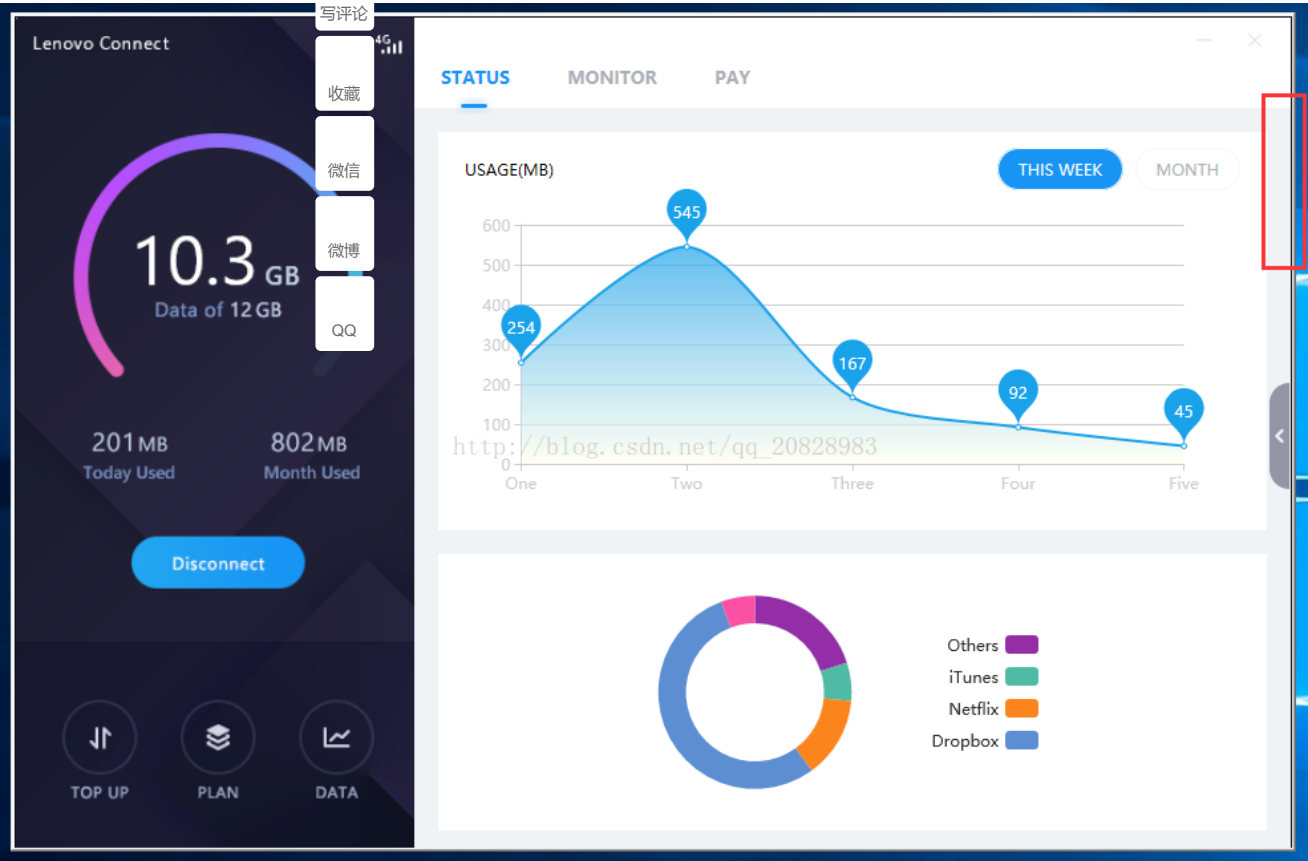 写评论
Lenovo Connect
4G
收藏
微信
微博
QQ
10.3 GB
Data of 12 GB
201 MB
Today Used
802 MB
Month Used
Disconnect
TOP UP
PLAN
DATA
STATUS
MONITOR
PAY
USAGE(MB)
THIS WEEK
MONTH
600
500
400
300
200
100
0
254
545
167
92
45
One
Two
Three
Four
Five
http://blog.csdn.net/qq_20828983
Others
iTunes
Netflix
Dropbox